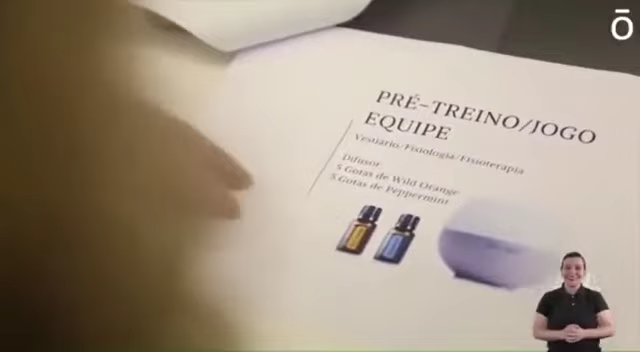 ō
PRÉ-TREINO/JOGO
EQUIPE
Vestiário/Fisiologia/Fisioterapia
Difusor
5 Gotas de Wild Orange
5 Gotas de Peppermint